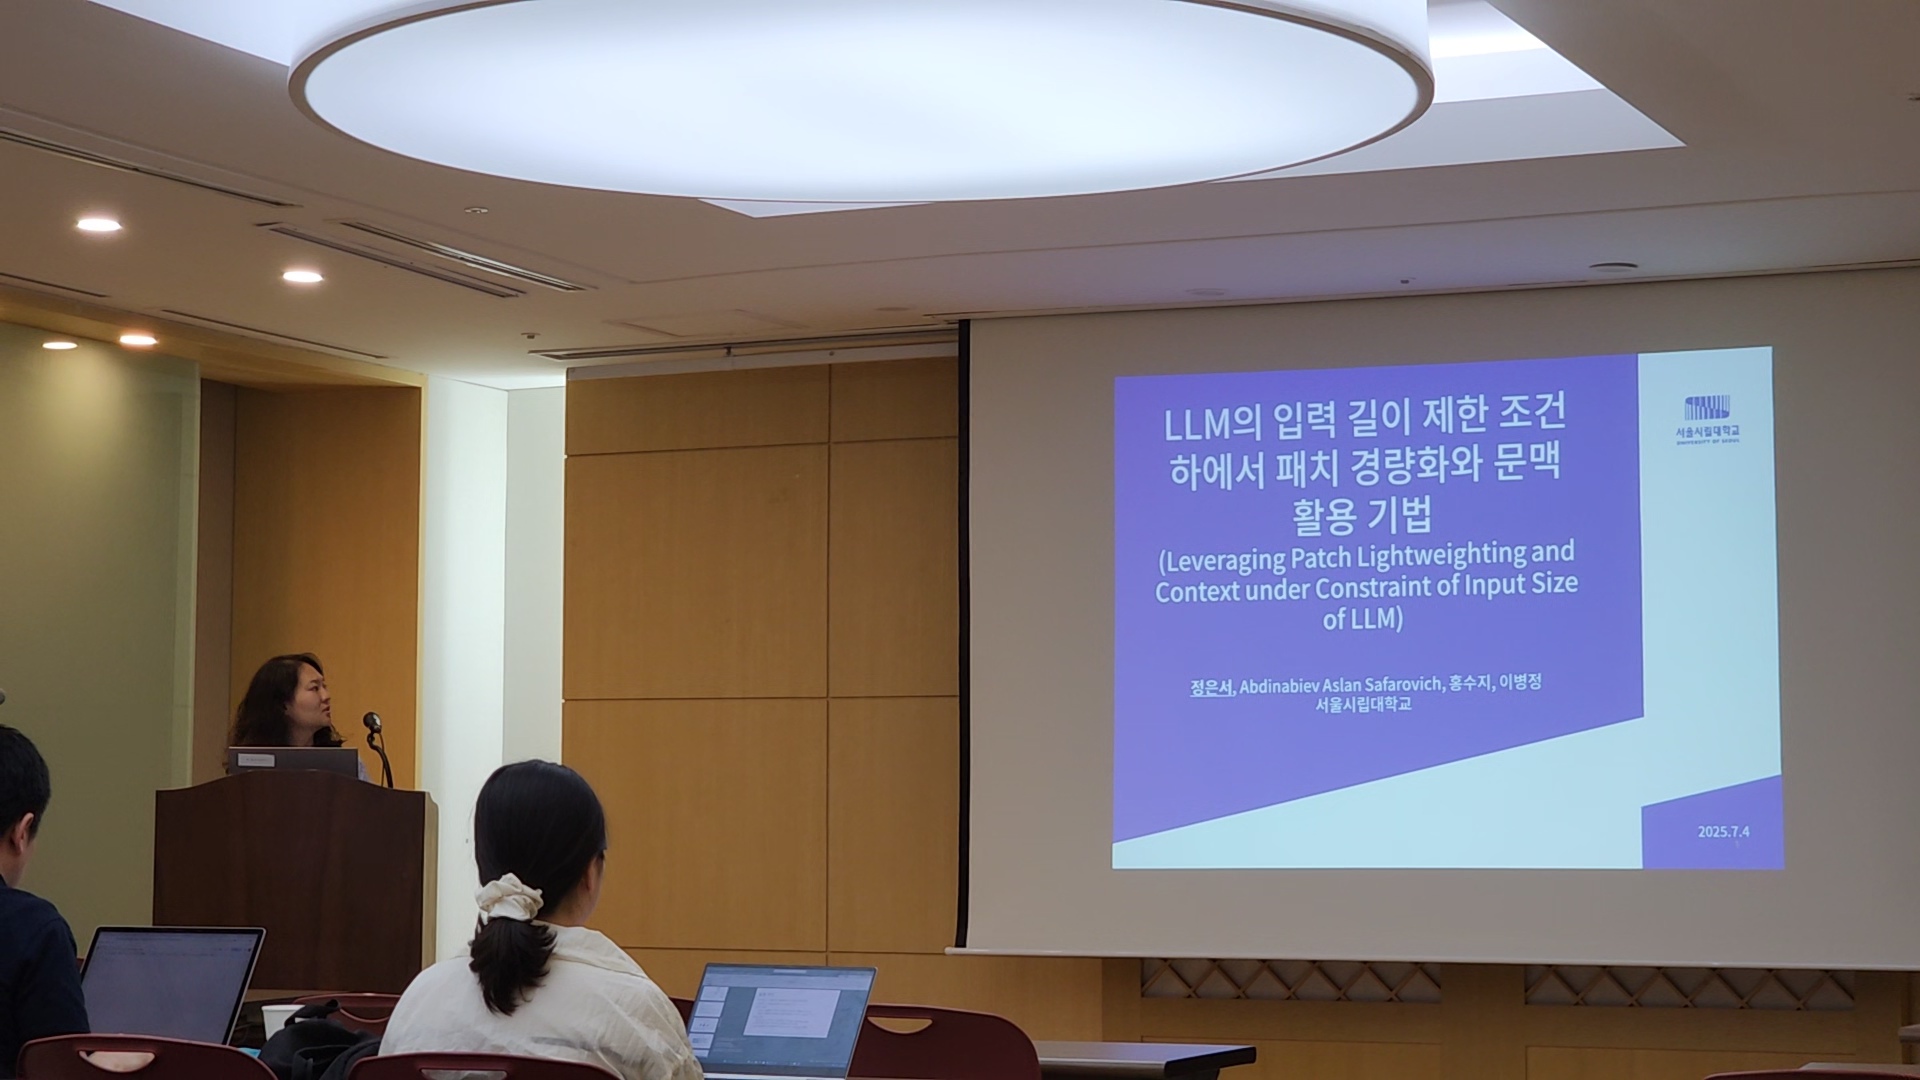 LLM의 입력 길이 제한 조건
하에서 패치 경량화와 문맥
활용 기법
(Leveraging Patch Lightweighting and
Context under Constraint of Input Size
of LLM)
정은서, Abdinabiev Aslan Safarovich, 홍수지, 이병정
서울시립대학교
서울시립대학교
UNIVERSITY OF SEOUL
2025.7.4